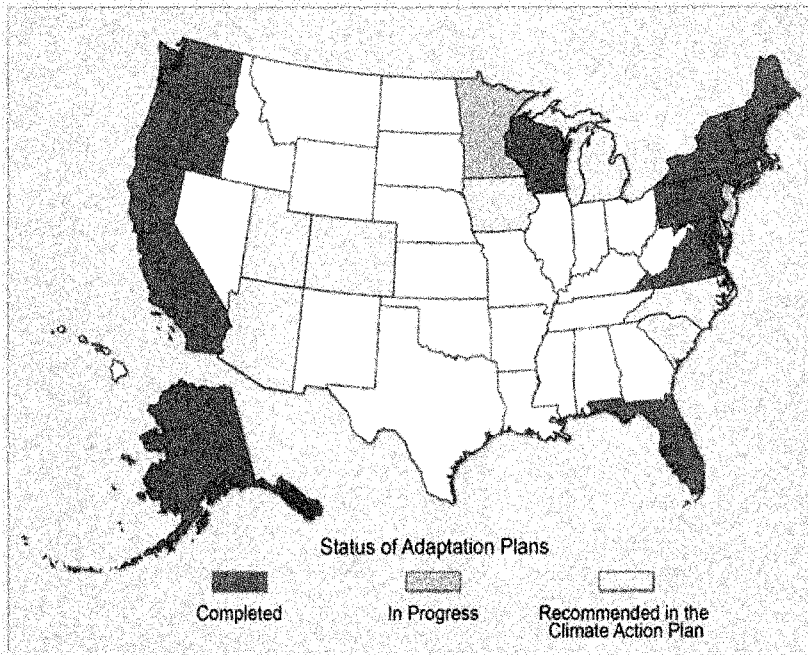 Status of Adaptation Plans
Completed
In Progress
Recommended in the
Climate Action Plan